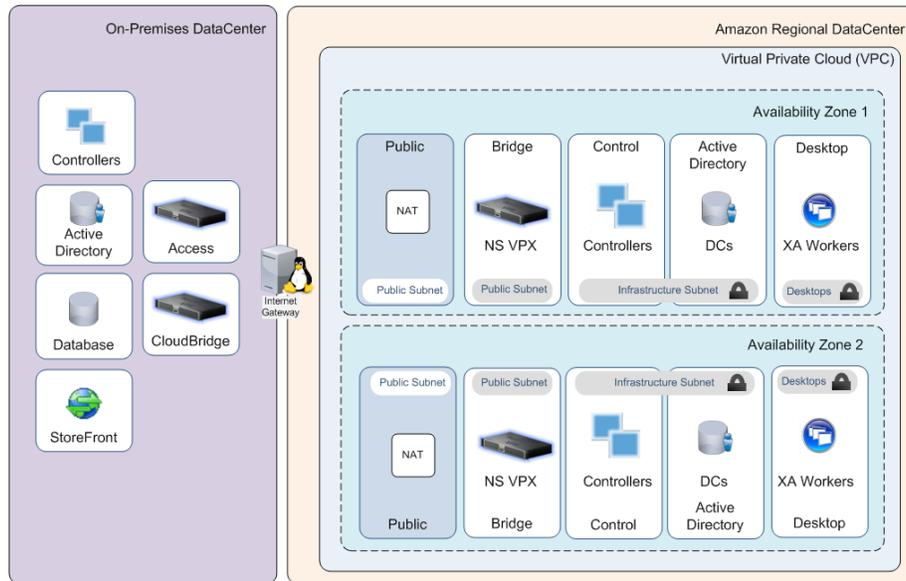 On-Premises DataCenter
Controllers
Active
Directory
Access
Database
CloudBridge
StoreFront
Internet
Gateway
Amazon Regional DataCenter
Virtual Private Cloud (VPC)
Availability Zone 1
Public
Bridge
Control
Active
Directory
Desktop
NAT
NS VPX
Controllers
DCs
XA Workers
Public Subnet
Public Subnet
Infrastructure Subnet
Desktops
Availability Zone 2
Public Subnet
Public Subnet
Infrastructure Subnet
Desktops
NAT
NS VPX
Controllers
DCs
XA Workers
Public
Bridge
Control
Active
Directory
Desktop